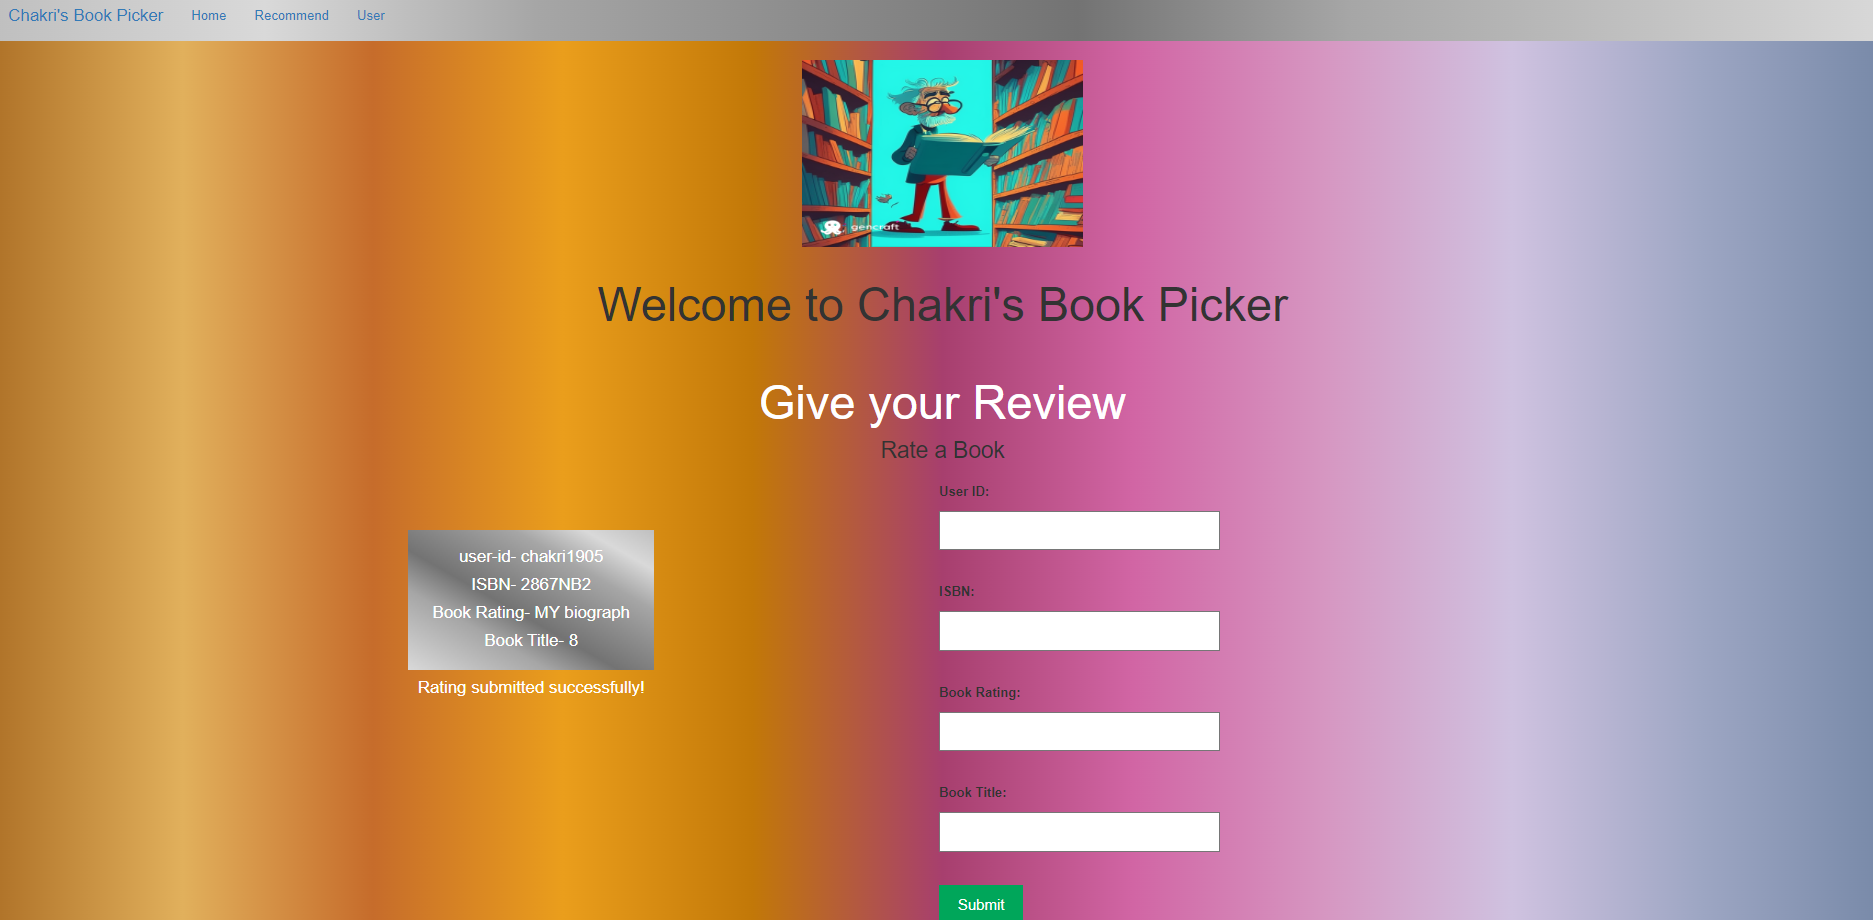 Chakri's Book Picker Home Recommend User
gencraft
Welcome to Chakri's Book Picker
Give your Review
Rate a Book
user-id- chakri1905
ISBN- 2867NB2
Book Rating- MY biograph
Book Title- 8
Rating submitted successfully!
User ID:
ISBN:
Book Rating:
Book Title:
Submit